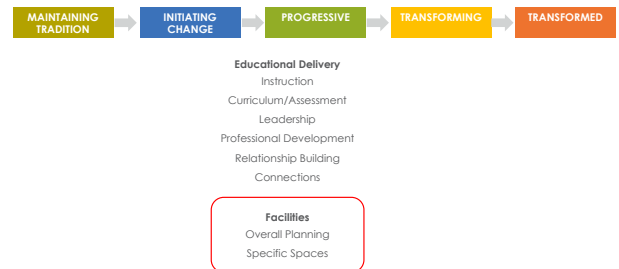 MAINTAINING
TRADITION
INITIATING
CHANGE
PROGRESSIVE
TRANSFORMING
TRANSFORMED
Educational Delivery
Instruction
Curriculum/Assessment
Leadership
Professional Development
Relationship Building
Connections
Facilities
Overall Planning
Specific Spaces